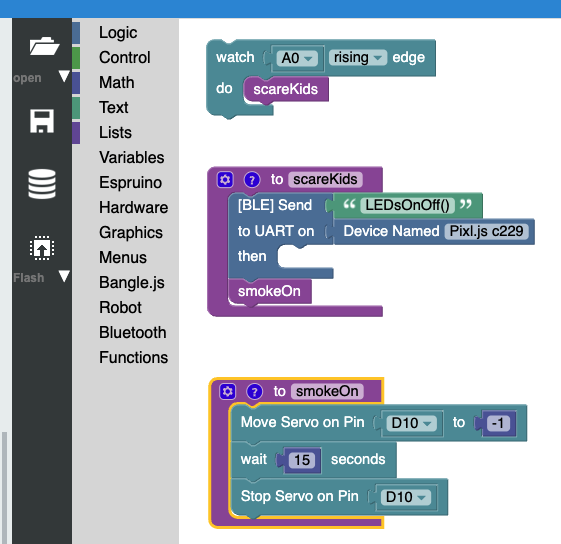 open
Flash
Logic
Control
Math
Text
Lists
Variables
Espruino
Hardware
Graphics
Menus
Bangle.js
Robot
Bluetooth
Functions
watch A0 rising edge
do scareKids
? to scareKids
[BLE] Send “ LEDsOnOff() ”
to UART on Device Named Pixl.js c229
then
smokeOn
? to smokeOn
Move Servo on Pin D10 to -1
wait 15 seconds
Stop Servo on Pin D10